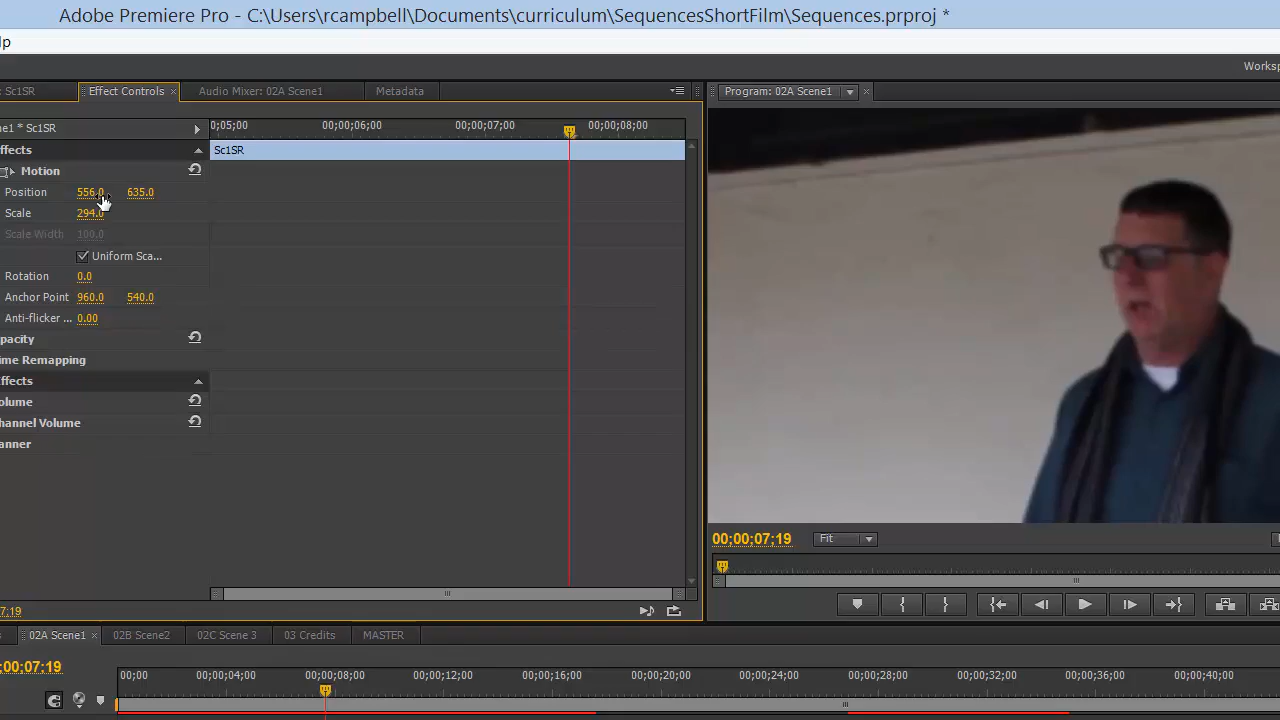 Adobe Premiere Pro - C:\Users\rcampbell\Documents\curriculum\SequencesShortFilm\Sequences.prproj *
lp
Worksp
: Sc1SR
Effect Controls
Audio Mixer: 02A Scene1
Metadata
Program: 02A Scene1
ne1 * Sc1SR
0;05;00
00;00;06;00
00;00;07;00
00;00;08;00
ffects
Sc1SR
Motion
Position 556.0 635.0
Scale 294.0
Scale Width 100.0
Uniform Sca...
Rotation 0.0
Anchor Point 960.0 540.0
Anti-flicker ... 0.00
pacity
ime Remapping
ffects
olume
hannel Volume
anner
00;00;07;19
Fit
7;19
02A Scene1
02B Scene2
02C Scene 3
03 Credits
MASTER
00;00;07;19
00;00
00;00;04;00
00;00;08;00
00;00;12;00
00;00;16;00
00;00;20;00
00;00;24;00
00;00;28;00
00;00;32;00
00;00;36;00
00;00;40;00